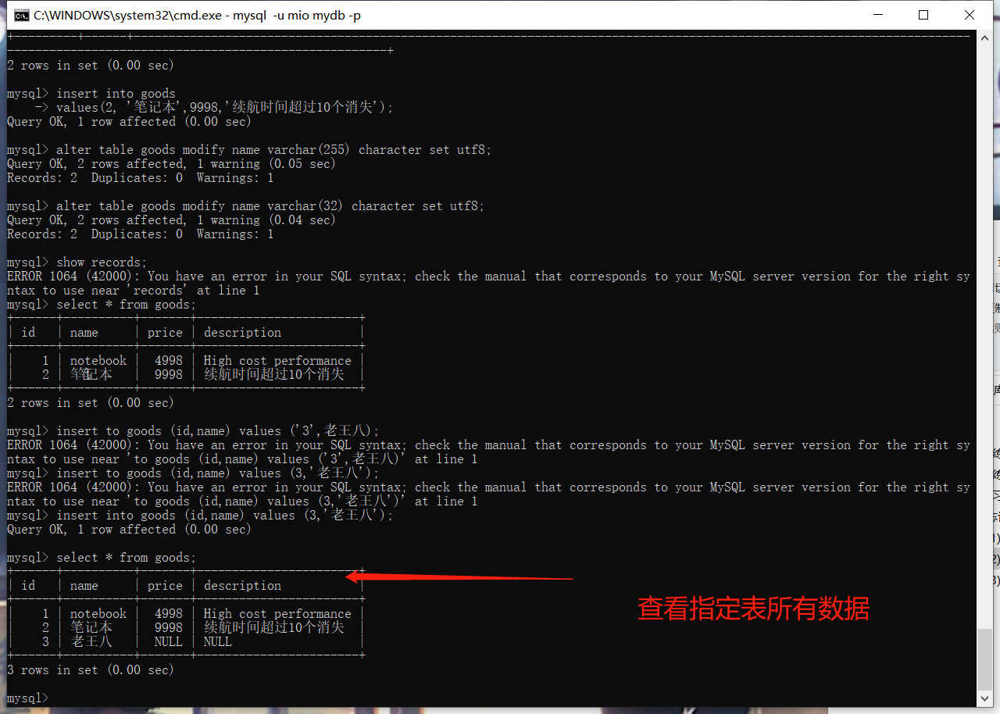 C:\WINDOWS\system32\cmd.exe - mysql  -u mio mydb -p
2 rows in set (0.00 sec)
mysql> insert into goods
    -> values(2, '笔记本',9998,'续航时间超过10个消失');
Query OK, 1 row affected (0.00 sec)
mysql> alter table goods modify name varchar(255) character set utf8;
Query OK, 2 rows affected, 1 warning (0.05 sec)
Records: 2  Duplicates: 0  Warnings: 1
mysql> alter table goods modify name varchar(32) character set utf8;
Query OK, 2 rows affected, 1 warning (0.04 sec)
Records: 2  Duplicates: 0  Warnings: 1
mysql> show records;
ERROR 1064 (42000): You have an error in your SQL syntax; check the manual that corresponds to your MySQL server version for the right sy
ntax to use near 'records' at line 1
mysql> select * from goods;
| id   | name     | price | description           |
|    1 | notebook |  4998 | High cost performance |
|    2 | 笔记本   |  9998 | 续航时间超过10个消失  |
2 rows in set (0.00 sec)
mysql> insert to goods (id,name) values ('3',老王八);
ERROR 1064 (42000): You have an error in your SQL syntax; check the manual that corresponds to your MySQL server version for the right sy
ntax to use near 'to goods (id,name) values ('3',老王八)' at line 1
mysql> insert to goods (id,name) values (3,'老王八');
ERROR 1064 (42000): You have an error in your SQL syntax; check the manual that corresponds to your MySQL server version for the right sy
ntax to use near 'to goods (id,name) values (3,'老王八')' at line 1
mysql> insert into goods (id,name) values (3,'老王八');
Query OK, 1 row affected (0.00 sec)
mysql> select * from goods;
| id   | name     | price | description           |
|    1 | notebook |  4998 | High cost performance |
|    2 | 笔记本   |  9998 | 续航时间超过10个消失  |
|    3 | 老王八   |  NULL | NULL                  |
查看指定表所有数据
3 rows in set (0.00 sec)
mysql>